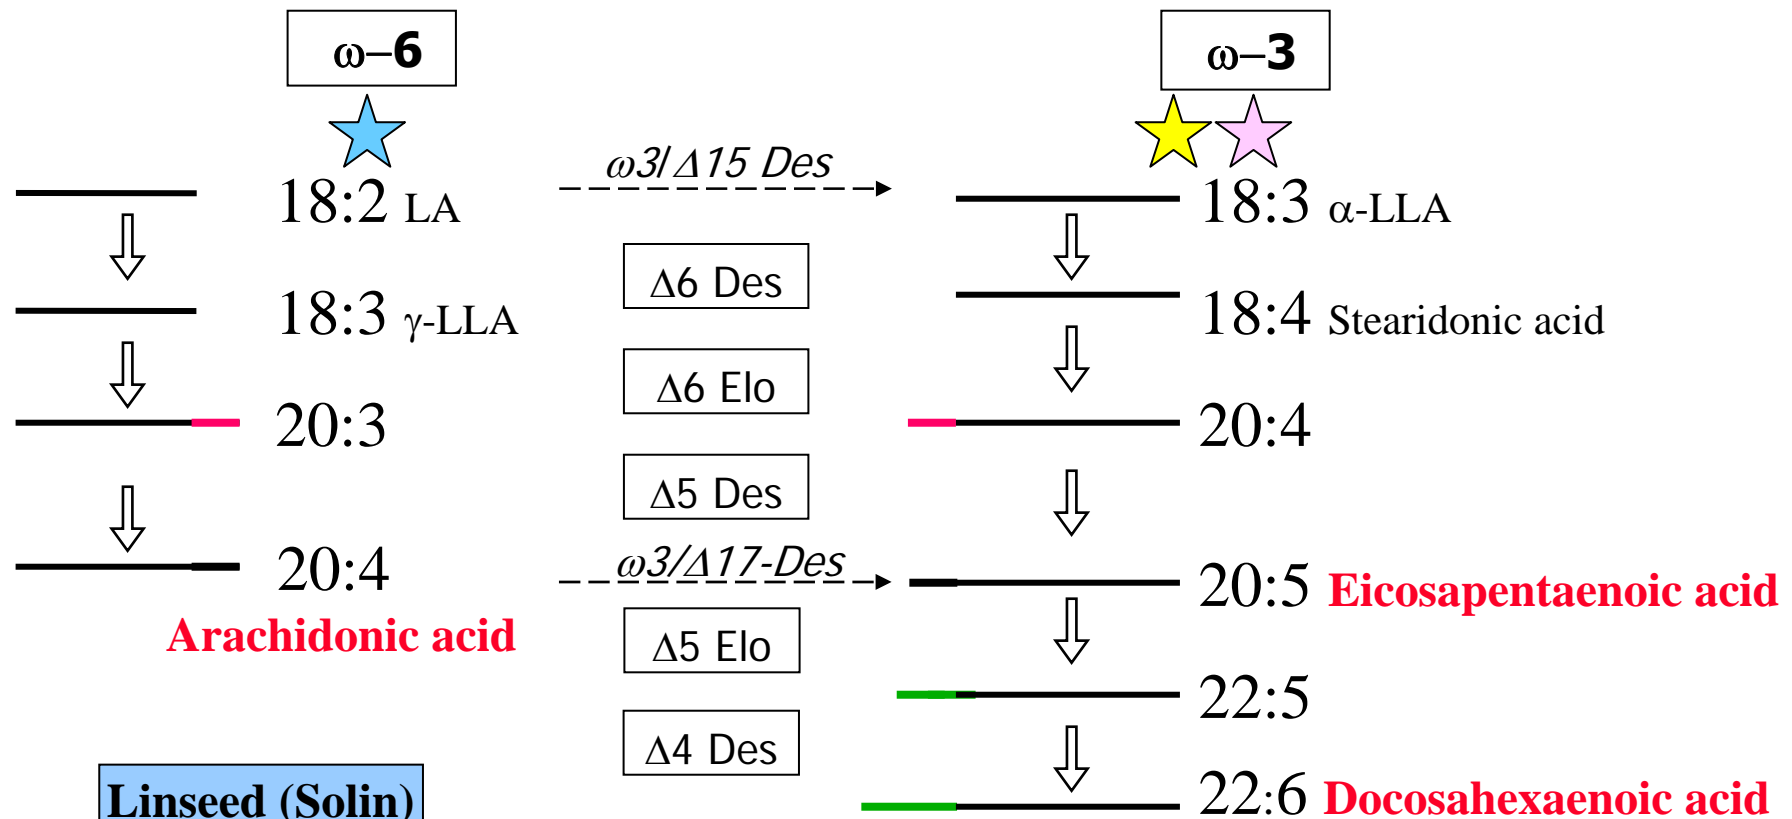 ω–6
ω–3
ω3/Δ15 Des
18:2 LA
18:3 α-LLA
Δ6 Des
18:3 γ-LLA
18:4 Stearidonic acid
Δ6 Elo
20:3
20:4
Δ5 Des
ω3/Δ17-Des
20:4
20:5 Eicosapentaenoic acid
Arachidonic acid
Δ5 Elo
22:5
Δ4 Des
Linseed (Solin)
22:6 Docosahexaenoic acid